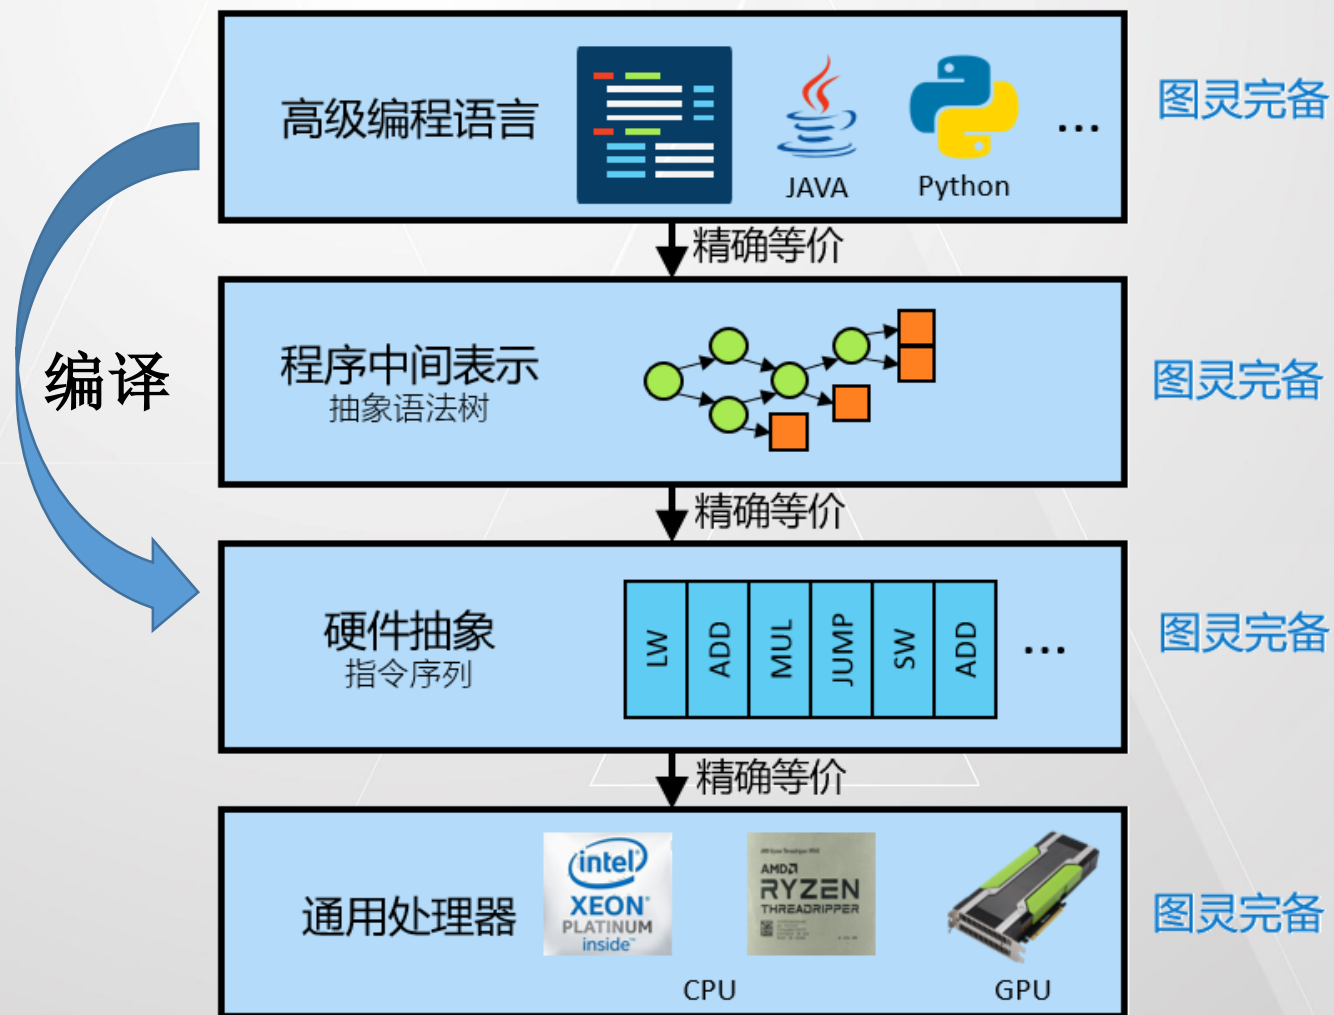 高级编程语言
JAVA
Python
...
图灵完备
精确等价
编译
程序中间表示
抽象语法树
图灵完备
精确等价
硬件抽象
指令序列
LW
ADD
MUL
JUMP
SW
ADD
...
图灵完备
精确等价
通用处理器
intel
XEON
PLATINUM
inside™
AMD
RYZEN
THREADRIPPER
CPU
GPU
图灵完备